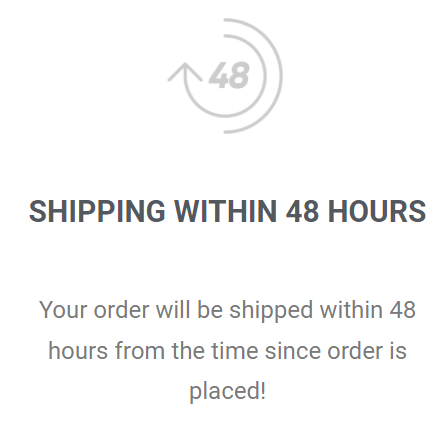 48
SHIPPING WITHIN 48 HOURS
Your order will be shipped within 48
hours from the time since order is
placed!